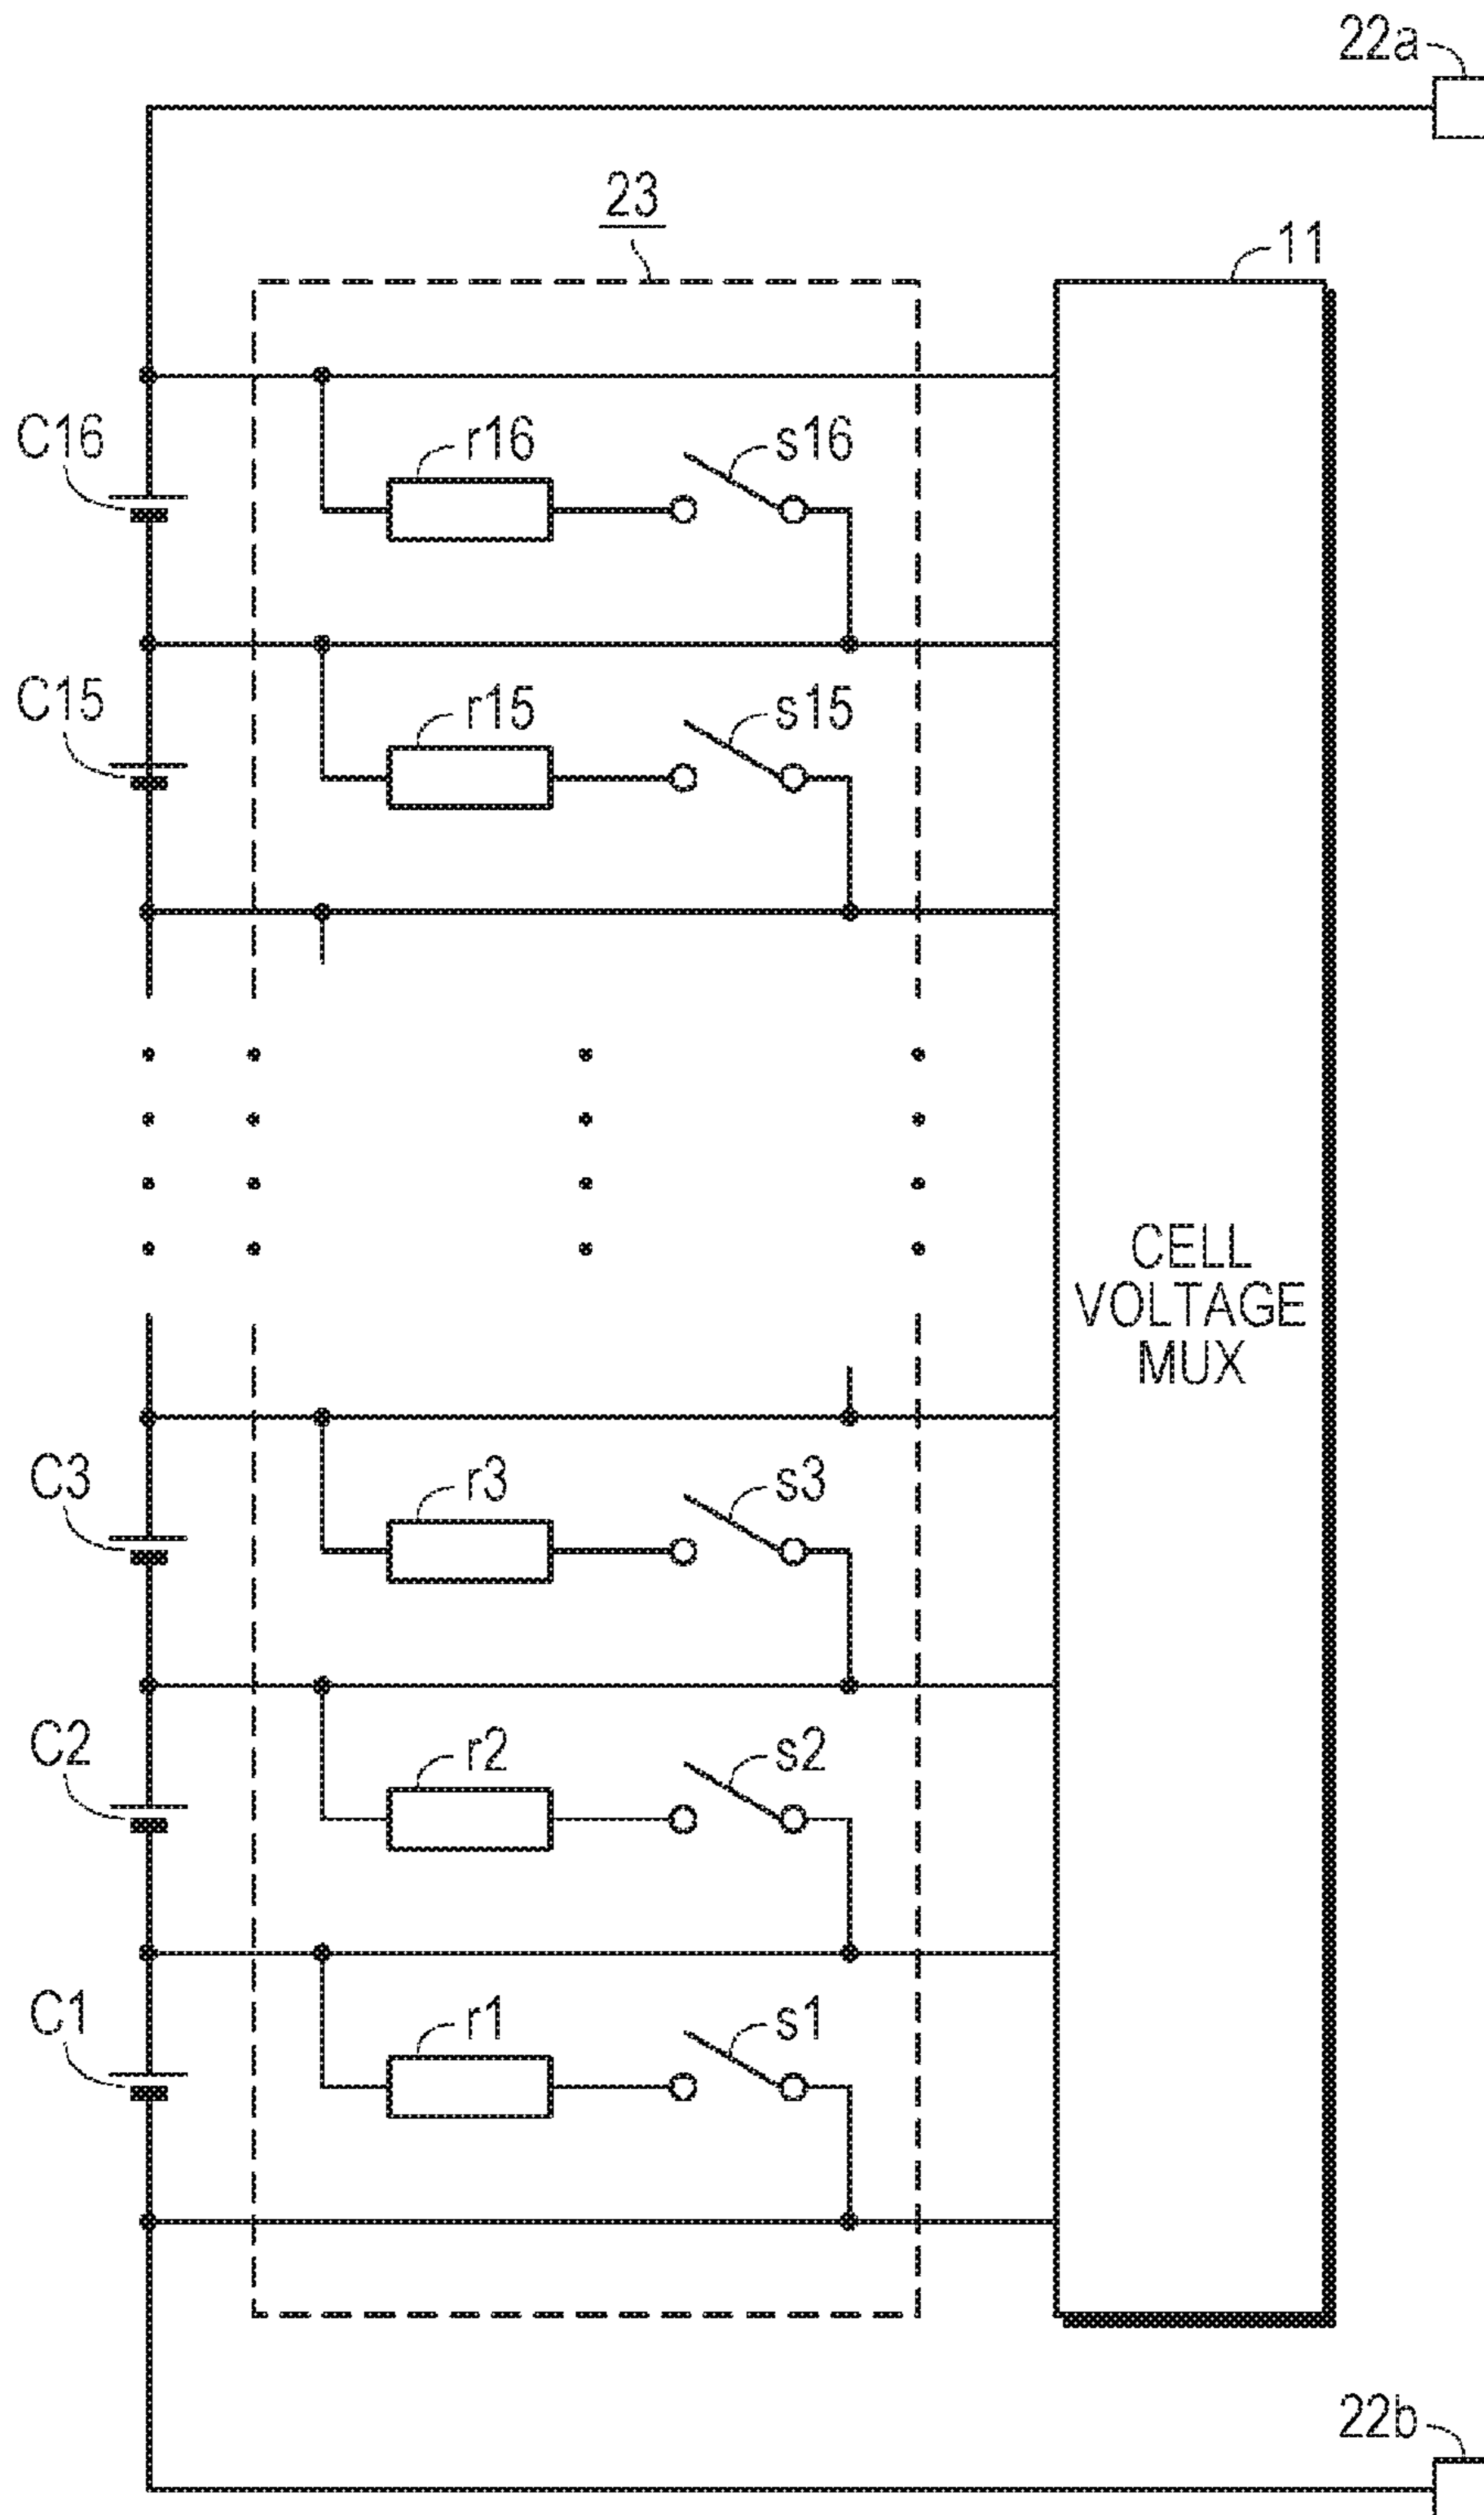 22a
23
11
C16
r16
s16
C15
r15
s15
CELL
VOLTAGE
MUX
C3
r3
s3
C2
r2
s2
C1
r1
s1
22b